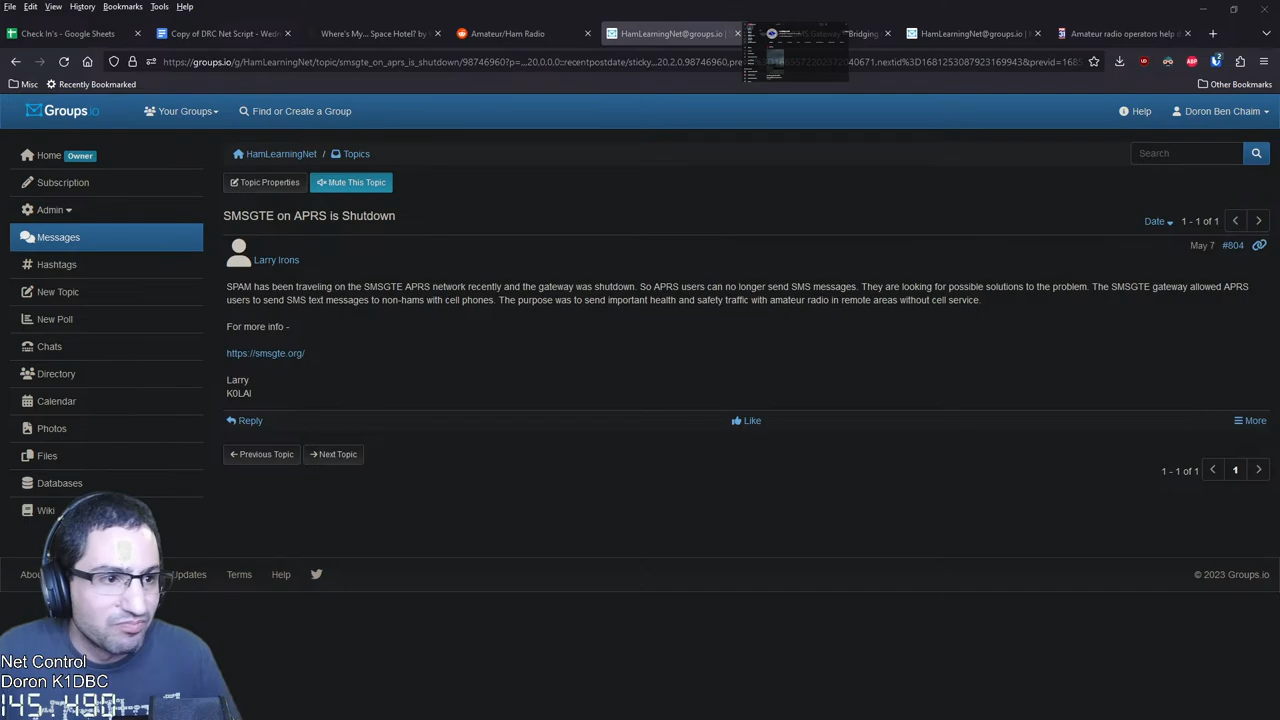 File Edit View History Bookmarks Tools Help
Check In's - Google Sheets
Copy of DRC Net Script - Wedn
Where's My... Space Hotel? by
Amateur/Ham Radio
HamLearningNet@groups.io |
HamLearningNet@groups.io |
Amateur radio operators help d
https://groups.io/g/HamLearningNet/topic/smsgte_on_aprs_is_shutdown/98746960?p=
Misc
Recently Bookmarked
Other Bookmarks
Groups.io
Your Groups
Find or Create a Group
Help
Doron Ben Chaim
Home Owner
Subscription
Admin
Messages
Hashtags
New Topic
New Poll
Chats
Directory
Calendar
Photos
Files
Databases
Wiki
HamLearningNet / Topics
Search
Topic Properties
Mute This Topic
SMSGTE on APRS is Shutdown
Date
1 - 1 of 1
Larry Irons
May 7 #804
SPAM has been traveling on the SMSGTE APRS network recently and the gateway was shutdown. So APRS users can no longer send SMS messages. They are looking for possible solutions to the problem. The SMSGTE gateway allowed APRS
users to send SMS text messages to non-hams with cell phones. The purpose was to send important health and safety traffic with amateur radio in remote areas without cell service.
For more info -
https://smsgte.org/
Larry
K0LAI
Reply
Like
More
Previous Topic
Next Topic
1 - 1 of 1
1
Updates
Terms
Help
© 2023 Groups.io
Net Control
Doron K1DBC
145.490